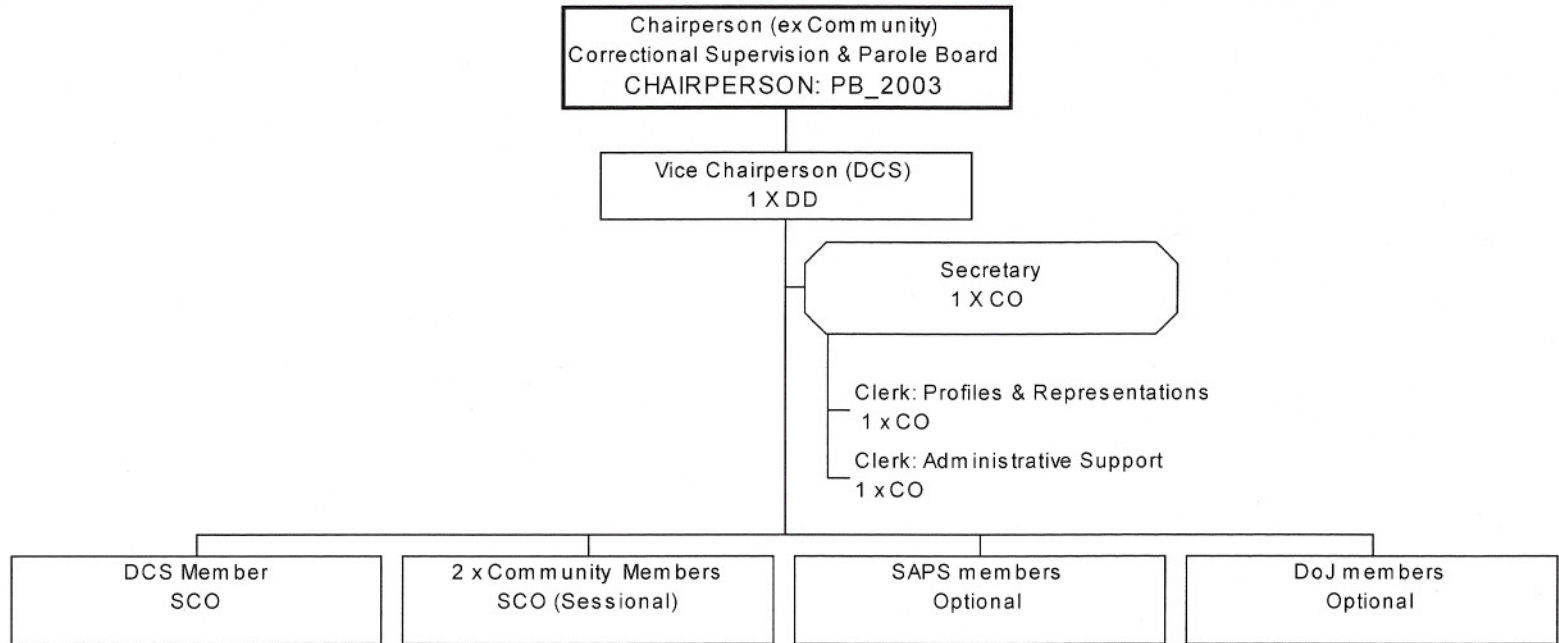 Chairperson (ex Community)
Correctional Supervision & Parole Board
CHAIRPERSON: PB_2003
Vice Chairperson (DCS)
1 X DD
Secretary
1 X CO
Clerk: Profiles & Representations
1 x CO
Clerk: Administrative Support
1 x CO
DCS Member
SCO
2 x Community Members
SCO (Sessional)
SAPS members
Optional
DoJ members
Optional